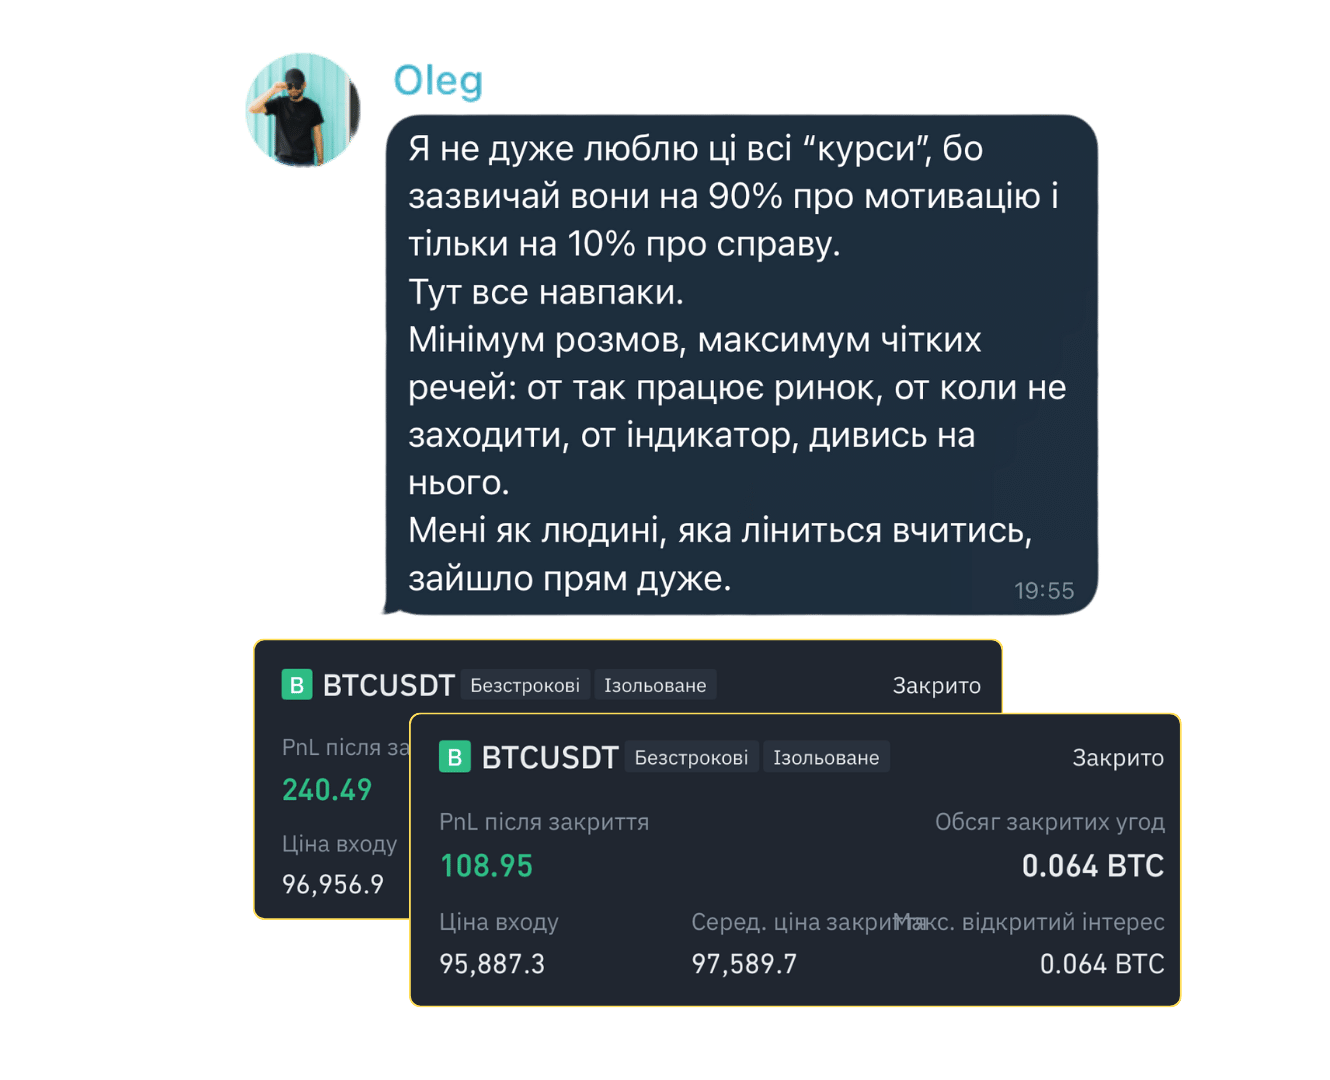 Oleg
Я не дуже люблю ці всі “курси”, бо
зазвичай вони на 90% про мотивацію і
тільки на 10% про справу.
Тут все навпаки.
Мінімум розмов, максимум чітких
речей: от так працює ринок, от коли не
заходити, от індикатор, дивись на
нього.
Мені як людині, яка ліниться вчитись,
зайшло прям дуже.
19:55
B BTCUSDT Безстрокові Ізольоване Закрито
PnL після
240.49
Ціна входу
96,956.9
B BTCUSDT Безстрокові Ізольоване Закрито
PnL після закриття Обсяг закритих угод
108.95 0.064 BTC
Ціна входу Серед. ціна закриття Макс. відкритий інтерес
95,887.3 97,589.7 0.064 BTC